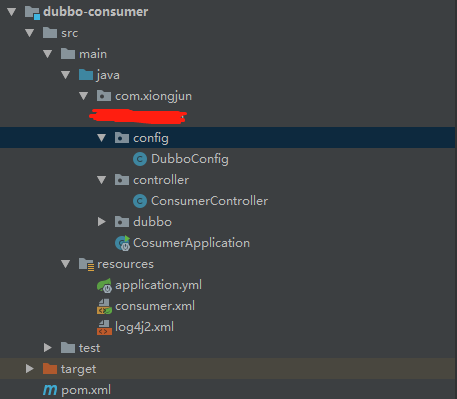 dubbo-consumer
src
main
java
com.xiongjun
config
DubboConfig
controller
ConsumerController
dubbo
CosumerApplication
resources
application.yml
consumer.xml
log4j2.xml
test
target
pom.xml